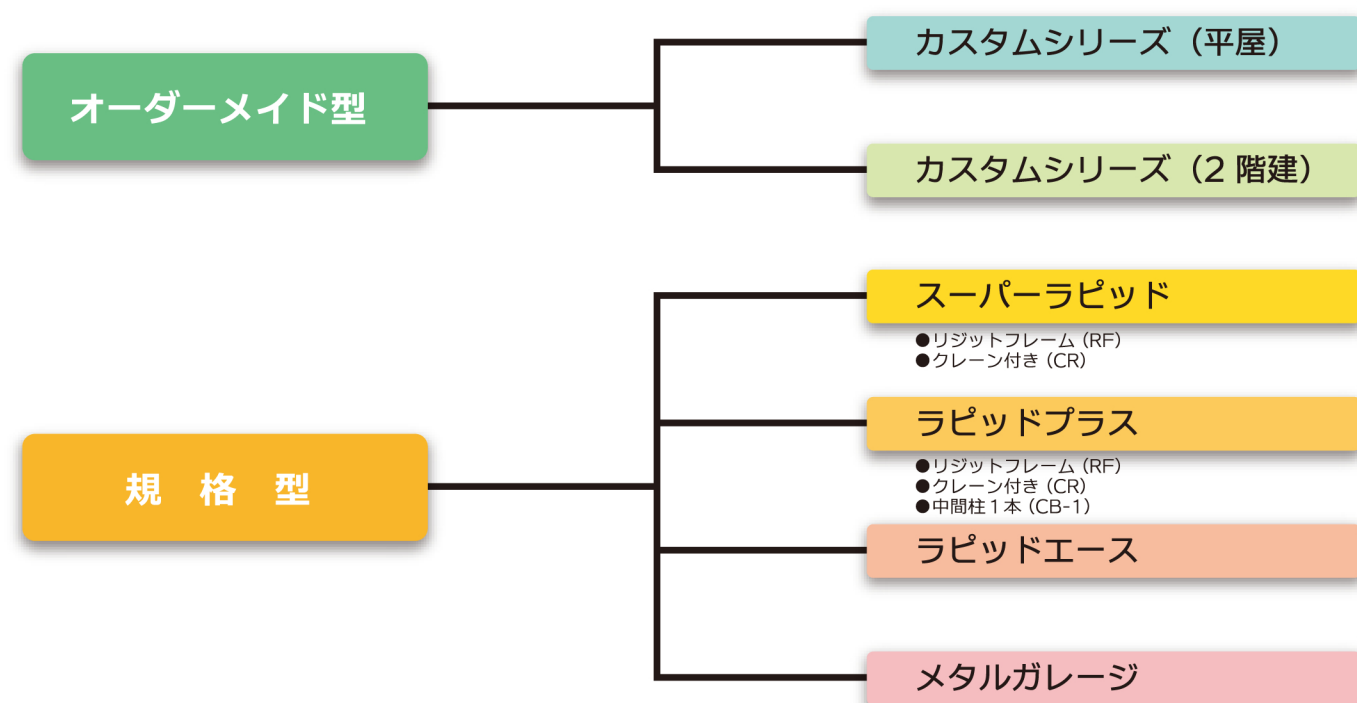 オーダーメイド型
カスタムシリーズ（平屋）
カスタムシリーズ（2 階建）
規　格　型
スーパーラピッド
●リジットフレーム（RF）
●クレーン付き（CR）
ラピッドプラス
●リジットフレーム（RF）
●クレーン付き（CR）
●中間柱１本（CB-1）
ラピッドエース
メタルガレージ